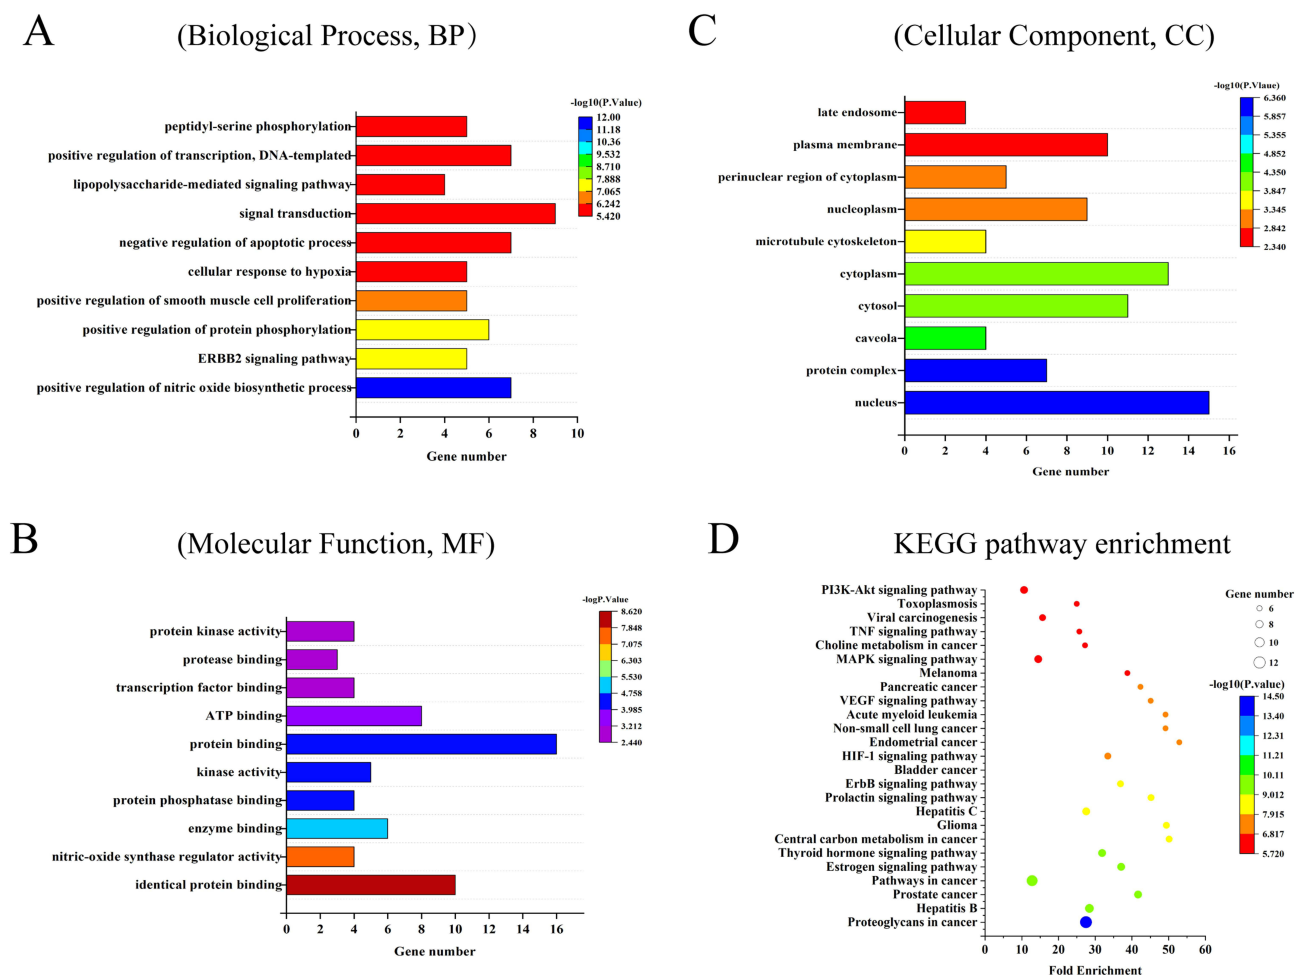 A
(Biological Process, BP)
-log10(P.Value)
12.00
11.18
10.36
9.532
8.710
7.888
7.065
6.242
5.420
peptidyl-serine phosphorylation
positive regulation of transcription, DNA-templated
lipopolysaccharide-mediated signaling pathway
signal transduction
negative regulation of apoptotic process
cellular response to hypoxia
positive regulation of smooth muscle cell proliferation
positive regulation of protein phosphorylation
ERBB2 signaling pathway
positive regulation of nitric oxide biosynthetic process
0 2 4 6 8 10
Gene number
C
(Cellular Component, CC)
-log10(P.Vlaue)
6.360
5.857
5.355
4.852
4.350
3.847
3.345
2.842
2.340
late endosome
plasma membrane
perinuclear region of cytoplasm
nucleoplasm
microtubule cytoskeleton
cytoplasm
cytosol
caveola
protein complex
nucleus
0 2 4 6 8 10 12 14 16
Gene number
B
(Molecular Function, MF)
-logP.Value
8.620
7.848
7.075
6.303
5.530
4.758
3.985
3.212
2.440
protein kinase activity
protease binding
transcription factor binding
ATP binding
protein binding
kinase activity
protein phosphatase binding
enzyme binding
nitric-oxide synthase regulator activity
identical protein binding
0 2 4 6 8 10 12 14 16
Gene number
D
KEGG pathway enrichment
Gene number
6
8
10
12
-log10(P.value)
14.50
13.40
12.31
11.21
10.11
9.012
7.915
6.817
5.720
PI3K-Akt signaling pathway
Toxoplasmosis
Viral carcinogenesis
TNF signaling pathway
Choline metabolism in cancer
MAPK signaling pathway
Melanoma
Pancreatic cancer
VEGF signaling pathway
Acute myeloid leukemia
Non-small cell lung cancer
Endometrial cancer
HIF-1 signaling pathway
Bladder cancer
ErbB signaling pathway
Prolactin signaling pathway
Hepatitis C
Glioma
Central carbon metabolism in cancer
Thyroid hormone signaling pathway
Estrogen signaling pathway
Pathways in cancer
Prostate cancer
Hepatitis B
Proteoglycans in cancer
0 10 20 30 40 50 60
Fold Enrichment